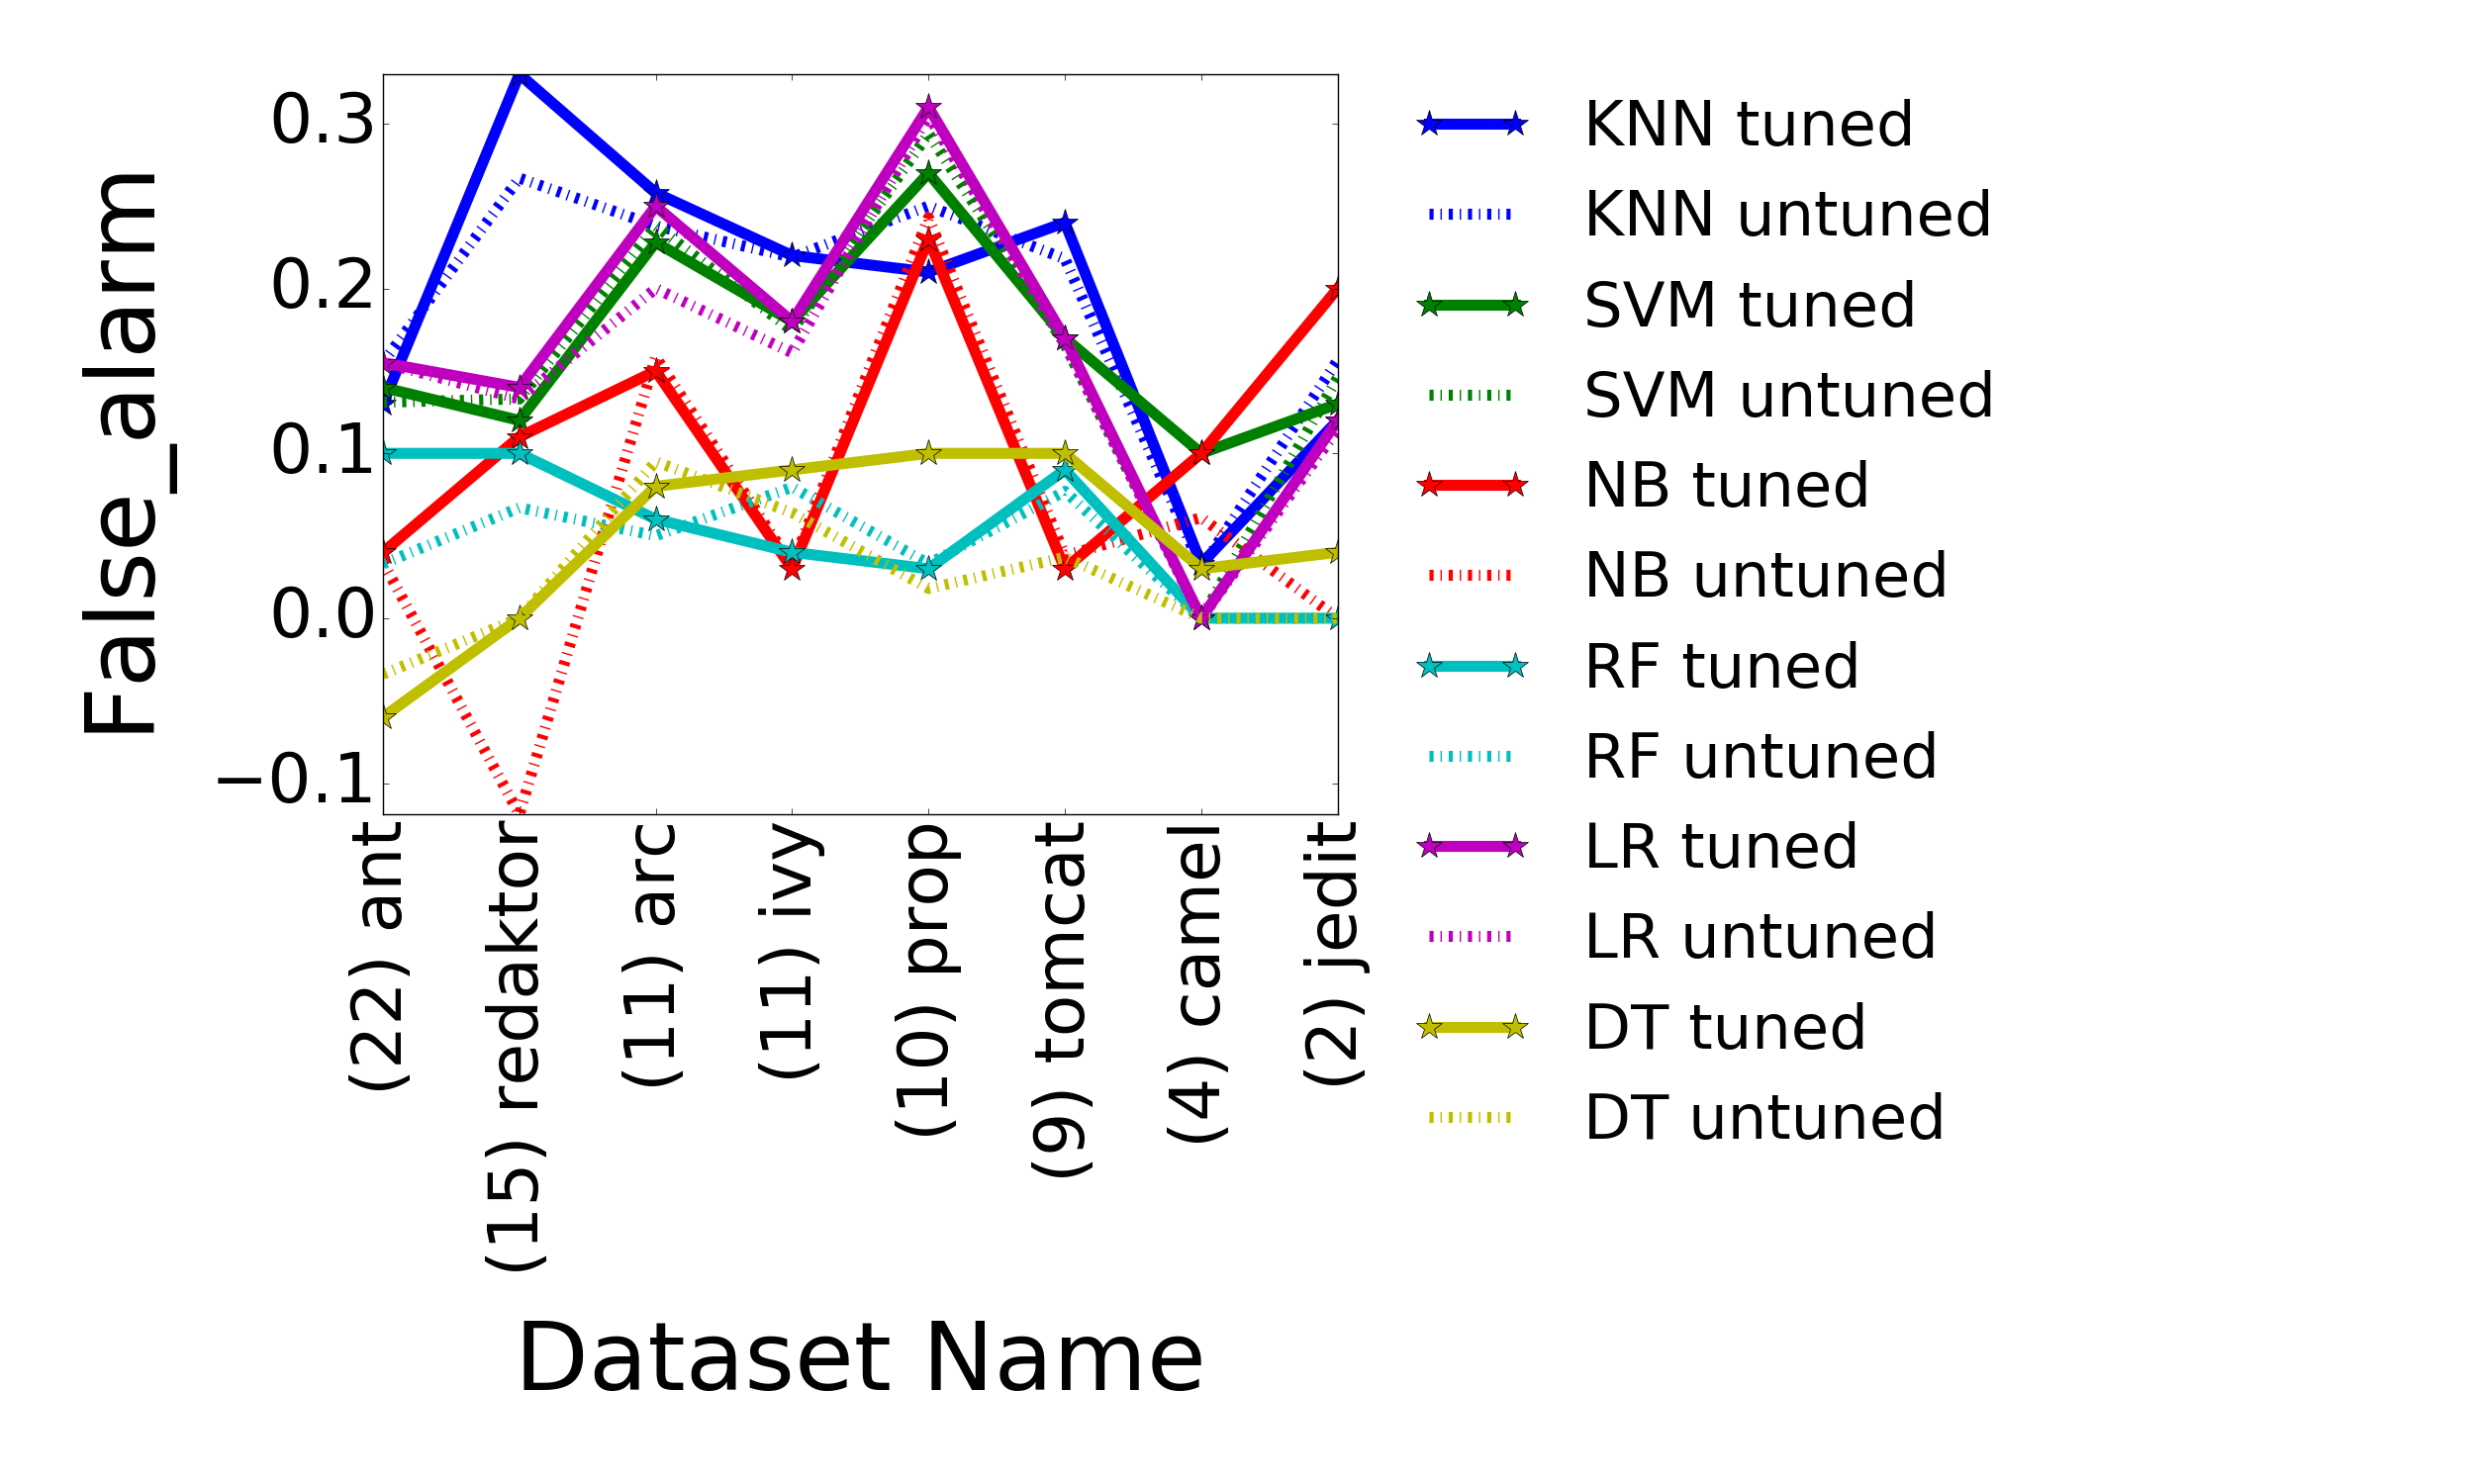 False_alarm
0.3
0.2
0.1
0.0
−0.1
(22) ant
(15) redaktor
(11) arc
(11) ivy
(10) prop
(9) tomcat
(4) camel
(2) jedit
Dataset Name
KNN tuned
KNN untuned
SVM tuned
SVM untuned
NB tuned
NB untuned
RF tuned
RF untuned
LR tuned
LR untuned
DT tuned
DT untuned